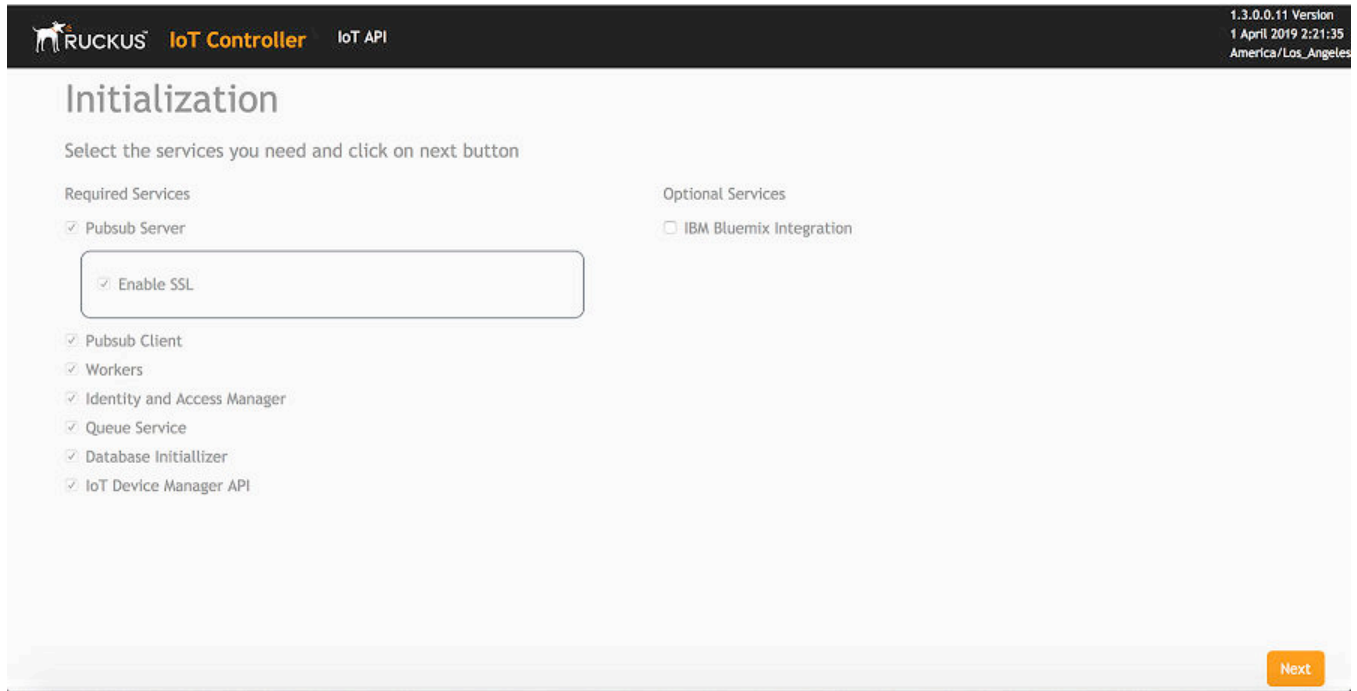 RUCKUS IoT Controller IoT API
1.3.0.0.11 Version
1 April 2019 2:21:35
America/Los_Angeles
Initialization
Select the services you need and click on next button
Required Services
Pubsub Server
Enable SSL
Pubsub Client
Workers
Identity and Access Manager
Queue Service
Database Initiallizer
IoT Device Manager API
Optional Services
IBM Bluemix Integration
Next